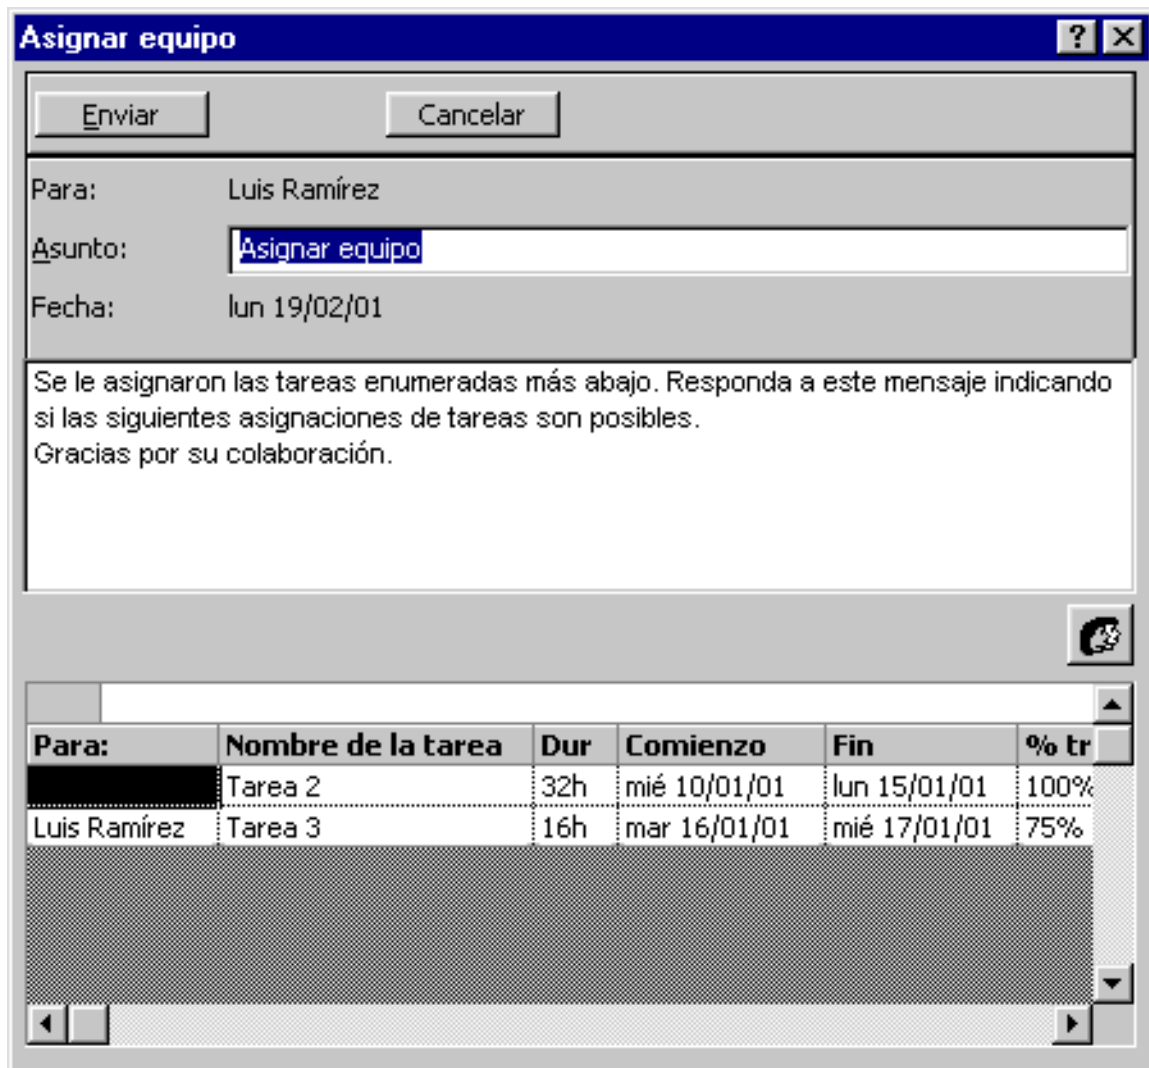 Asignar equipo
Enviar Cancelar
Para: Luis Ramírez
Asunto: Asignar equipo
Fecha: lun 19/02/01
Se le asignaron las tareas enumeradas más abajo. Responda a este mensaje indicando
si las siguientes asignaciones de tareas son posibles.
Gracias por su colaboración.
Para: Nombre de la tarea Dur Comienzo Fin % tr
Tarea 2 32h mié 10/01/01 lun 15/01/01 100%
Luis Ramírez Tarea 3 16h mar 16/01/01 mié 17/01/01 75%